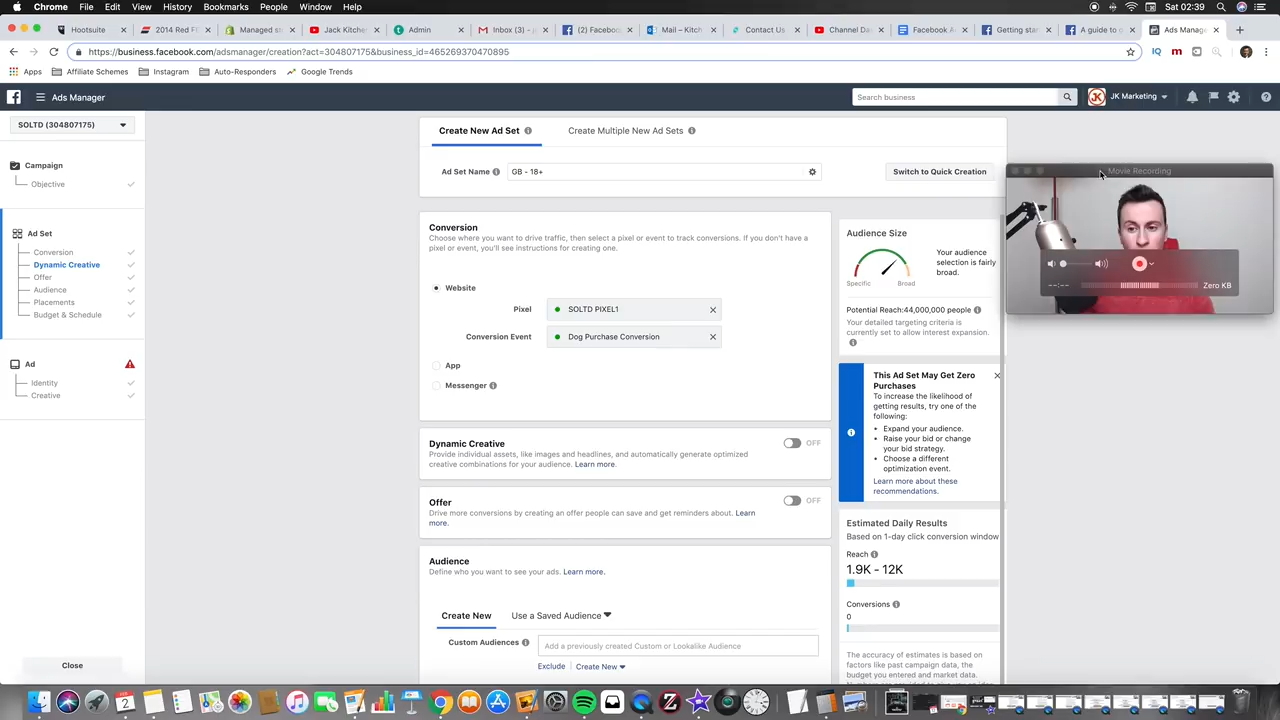 Chrome File Edit View History Bookmarks People Window Help
Sat 02:39
Hootsuite
2014 Red F
Managed s
Jack Kitche
Admin
Inbox (3) -
(2) Facebo
Mail – Kitch
Contact Us
Channel Da
Facebook A
Getting star
A guide to
Ads Manag
https://business.facebook.com/adsmanager/creation?act=304807175&business_id=465269370470895
Apps Affiliate Schemes Instagram Auto-Responders Google Trends
Ads Manager
Search business
JK Marketing
SOLTD (304807175)
Campaign
Objective
Ad Set
Conversion
Dynamic Creative
Offer
Audience
Placements
Budget & Schedule
Ad
Identity
Creative
Close
Create New Ad Set
Create Multiple New Ad Sets
Ad Set Name
GB - 18+
Switch to Quick Creation
Conversion
Choose where you want to drive traffic, then select a pixel or event to track conversions. If you don't have a
pixel or event, you'll see instructions for creating one.
Website
Pixel
SOLTD PIXEL1
Conversion Event
Dog Purchase Conversion
App
Messenger
Dynamic Creative
OFF
Provide individual assets, like images and headlines, and automatically generate optimized
creative combinations for your audience. Learn more.
Offer
OFF
Drive more conversions by creating an offer people can save and get reminders about. Learn
more.
Audience
Define who you want to see your ads. Learn more.
Create New
Use a Saved Audience
Custom Audiences
Add a previously created Custom or Lookalike Audience
Exclude
Create New
Audience Size
Specific
Broad
Your audience
selection is fairly
broad.
Potential Reach:44,000,000 people
Your detailed targeting criteria is
currently set to allow interest expansion.
This Ad Set May Get Zero
Purchases
To increase the likelihood of
getting results, try one of the
following:
• Expand your audience.
• Raise your bid or change
your bid strategy.
• Choose a different
optimization event.
Learn more about these
recommendations.
Estimated Daily Results
Based on 1-day click conversion window
Reach
1.9K - 12K
Conversions
0
The accuracy of estimates is based on
factors like past campaign data, the
budget you entered and market data.
Movie Recording
--:--
Zero KB